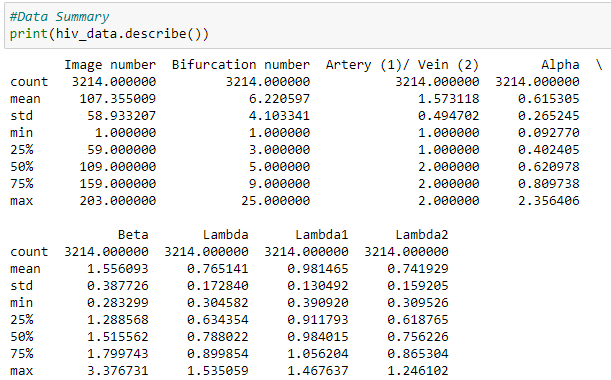 #Data Summary
print(hiv_data.describe())
Image number Bifurcation number Artery (1)/ Vein (2) Alpha \
count 3214.000000 3214.000000 3214.000000 3214.000000
mean 107.355009 6.220597 1.573118 0.615305
std 58.933207 4.103341 0.494702 0.265245
min 1.000000 1.000000 1.000000 0.092770
25% 59.000000 3.000000 1.000000 0.402405
50% 109.000000 5.000000 2.000000 0.620978
75% 159.000000 9.000000 2.000000 0.809738
max 203.000000 25.000000 2.000000 2.356406
Beta Lambda Lambda1 Lambda2
count 3214.000000 3214.000000 3214.000000 3214.000000
mean 1.556093 0.765141 0.981465 0.741929
std 0.387726 0.172840 0.130492 0.159205
min 0.283299 0.304582 0.390920 0.309526
25% 1.288568 0.634354 0.911793 0.618765
50% 1.515562 0.788022 0.984015 0.756226
75% 1.799743 0.899854 1.056204 0.865304
max 3.376731 1.535059 1.467637 1.246102